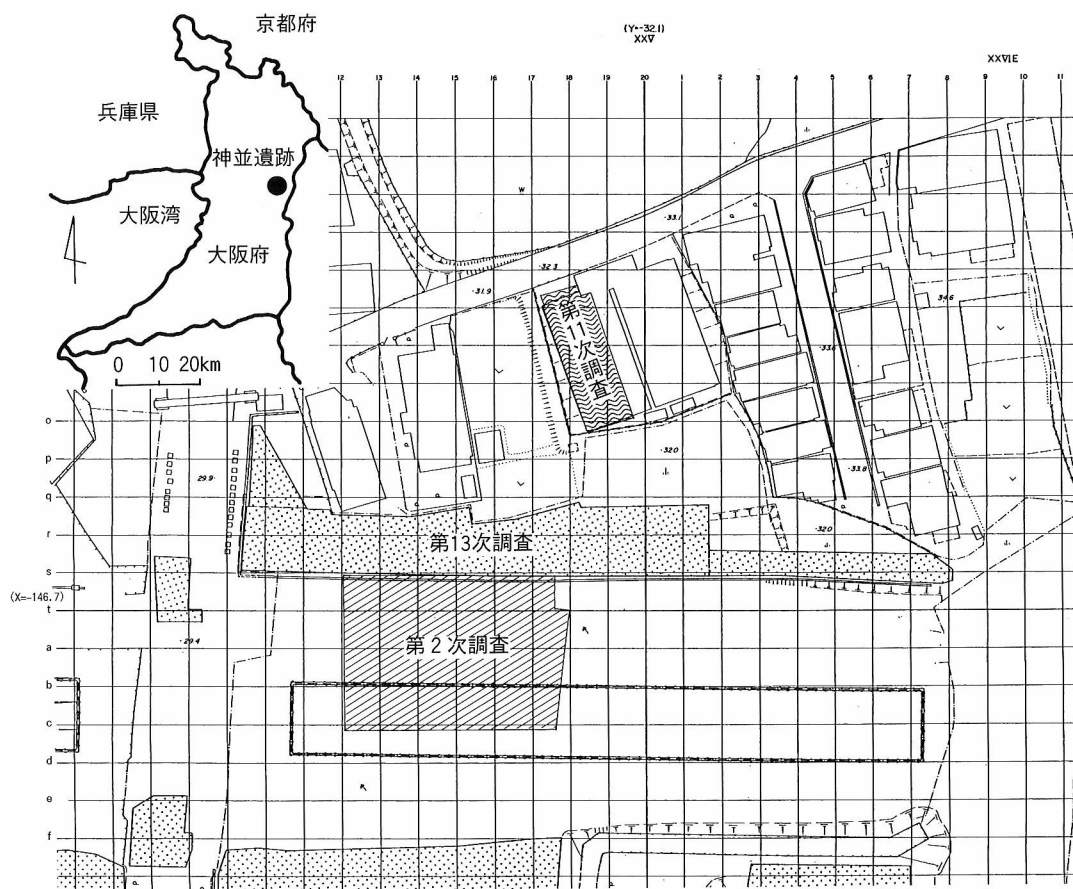 京都府
兵庫県
神並遺跡
大阪湾
大阪府
0 10 20km
(Y=-32.1)
XXV
XXVIE
12 13 14 15 16 17 18 19 20 1 2 3 4 5 6 7 8 9 10 11
W
・33.1
・32.3
・31.9
34.6
第11次調査
・33.6
o
p
320
・33.8
q
29.9・
r
第13次調査
・320
s
(X=-146.7)
t
・29.4
第2次調査
a
b
c
d
e
f